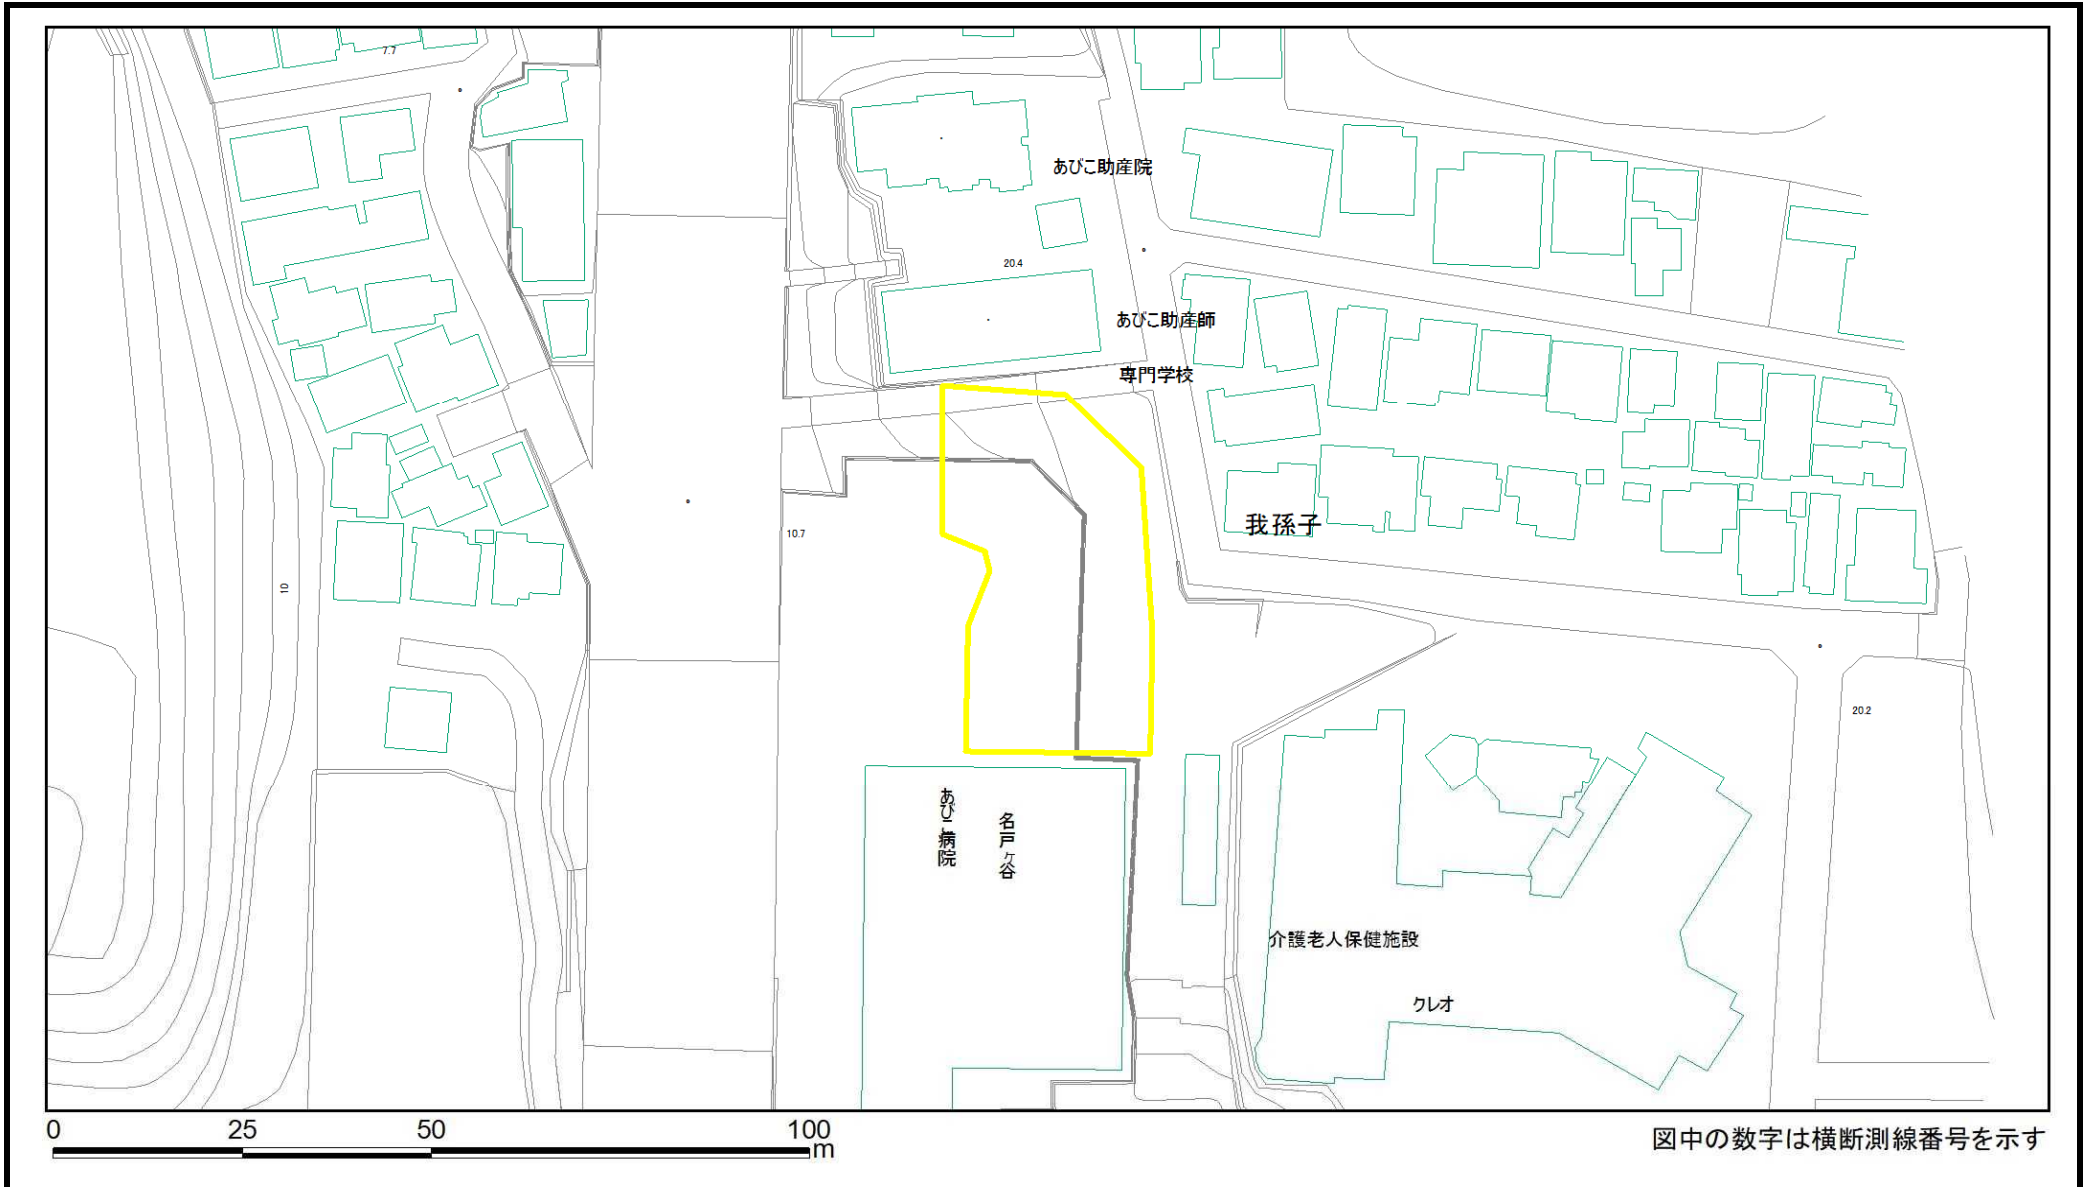 7.7
あびこ助産院
20.4
あびこ助産師
専門学校
我孫子
10.7
10
20.2
名戸ヶ谷
あびこ病院
介護老人保健施設
クレオ
0 25 50 100
m
図中の数字は横断測線番号を示す